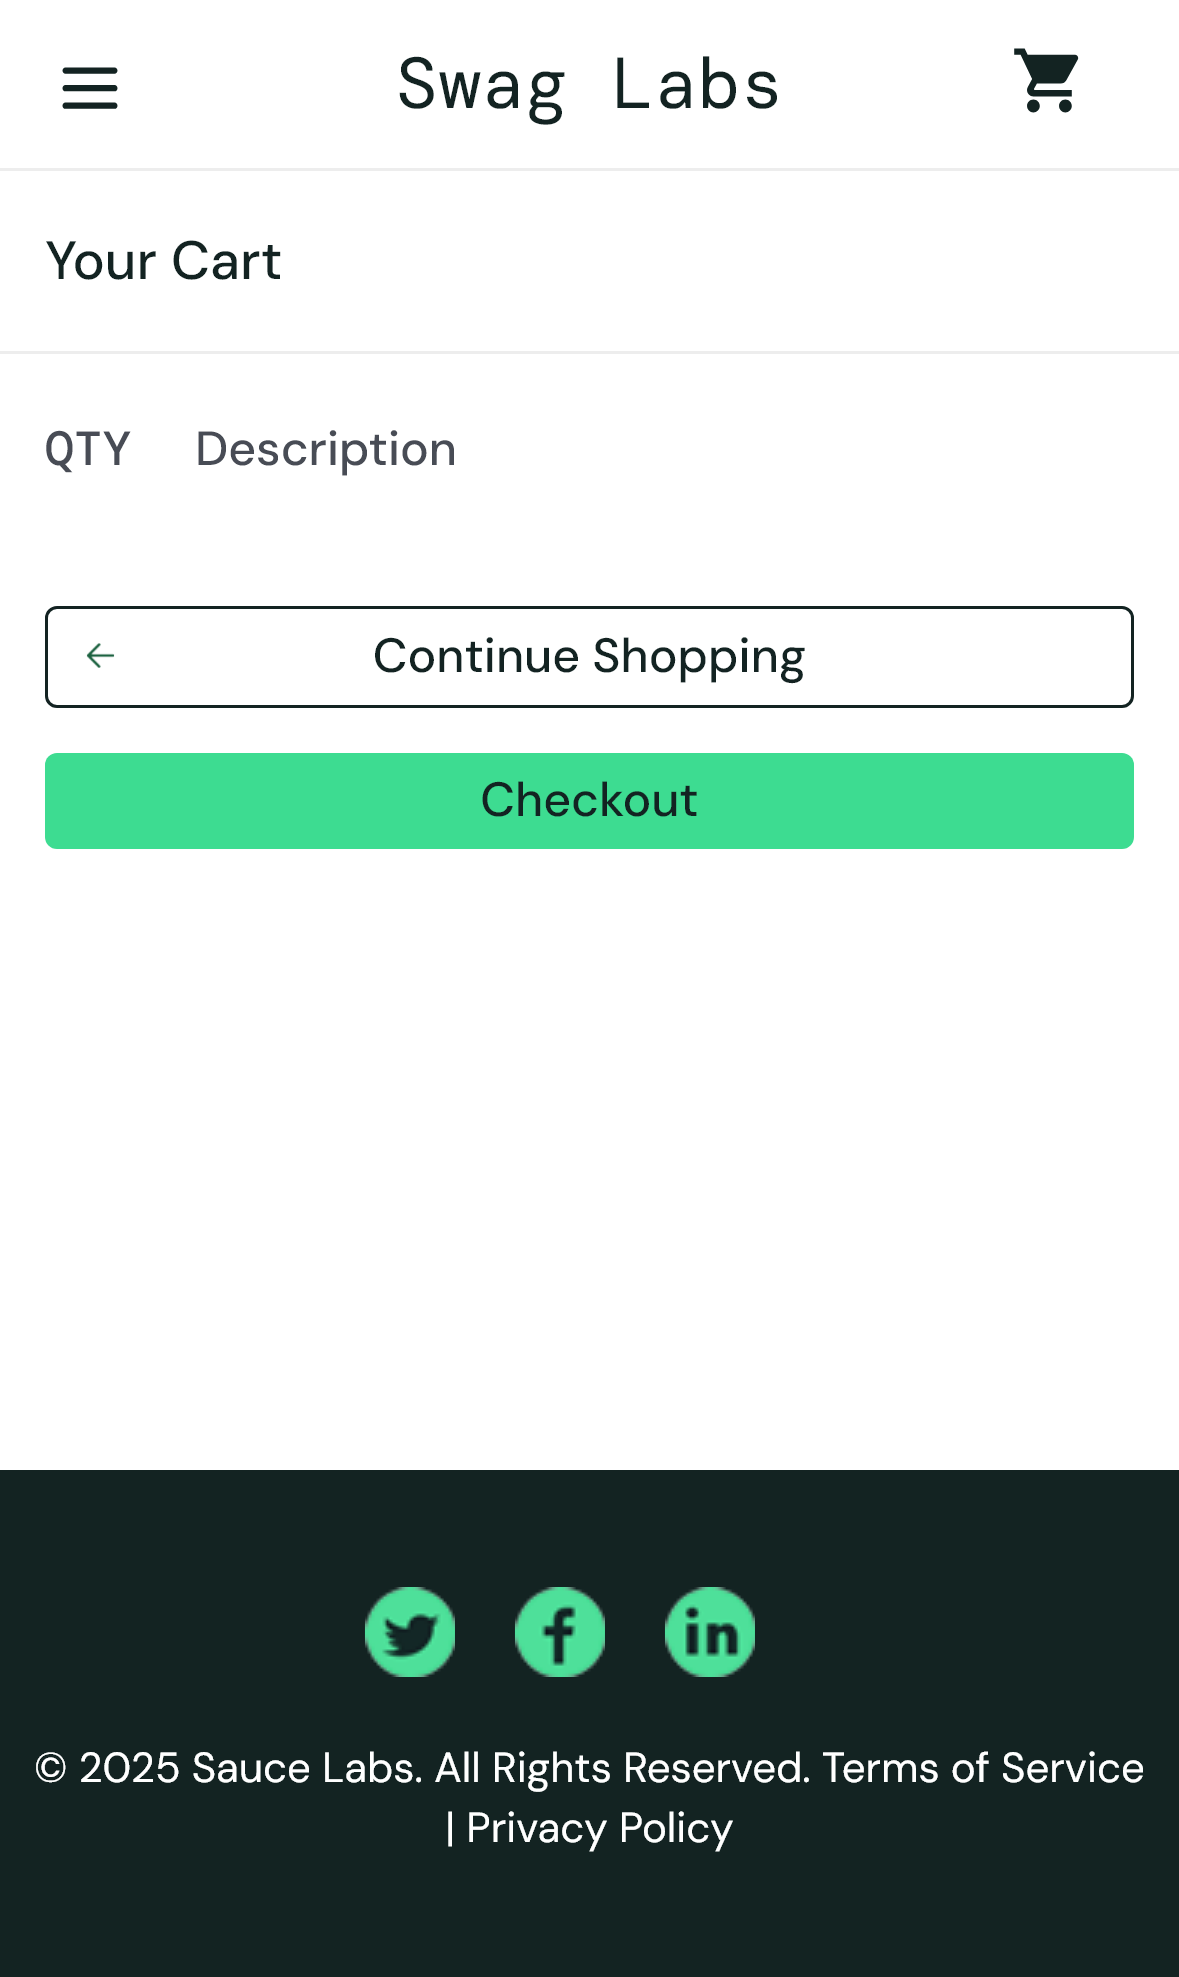 Swag Labs
Your Cart
QTY Description
Continue Shopping
Checkout
© 2025 Sauce Labs. All Rights Reserved. Terms of Service
| Privacy Policy